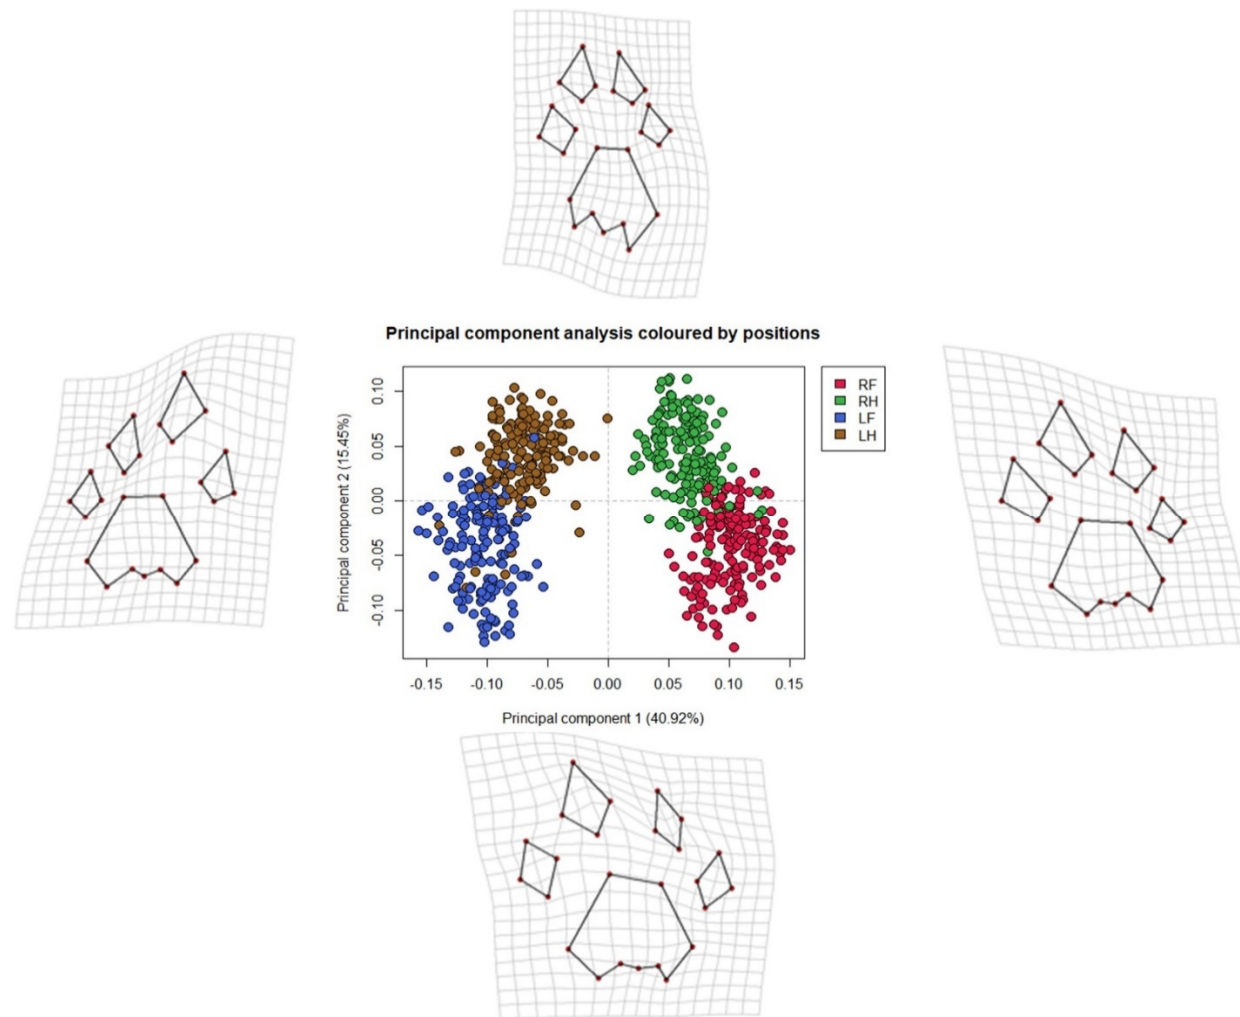 Principal component analysis coloured by positions
Principal component 2 (15.45%)
0.10
0.05
0.00
-0.05
-0.10
RF
RH
LF
LH
-0.15
-0.10
-0.05
0.00
0.05
0.10
0.15
Principal component 1 (40.92%)